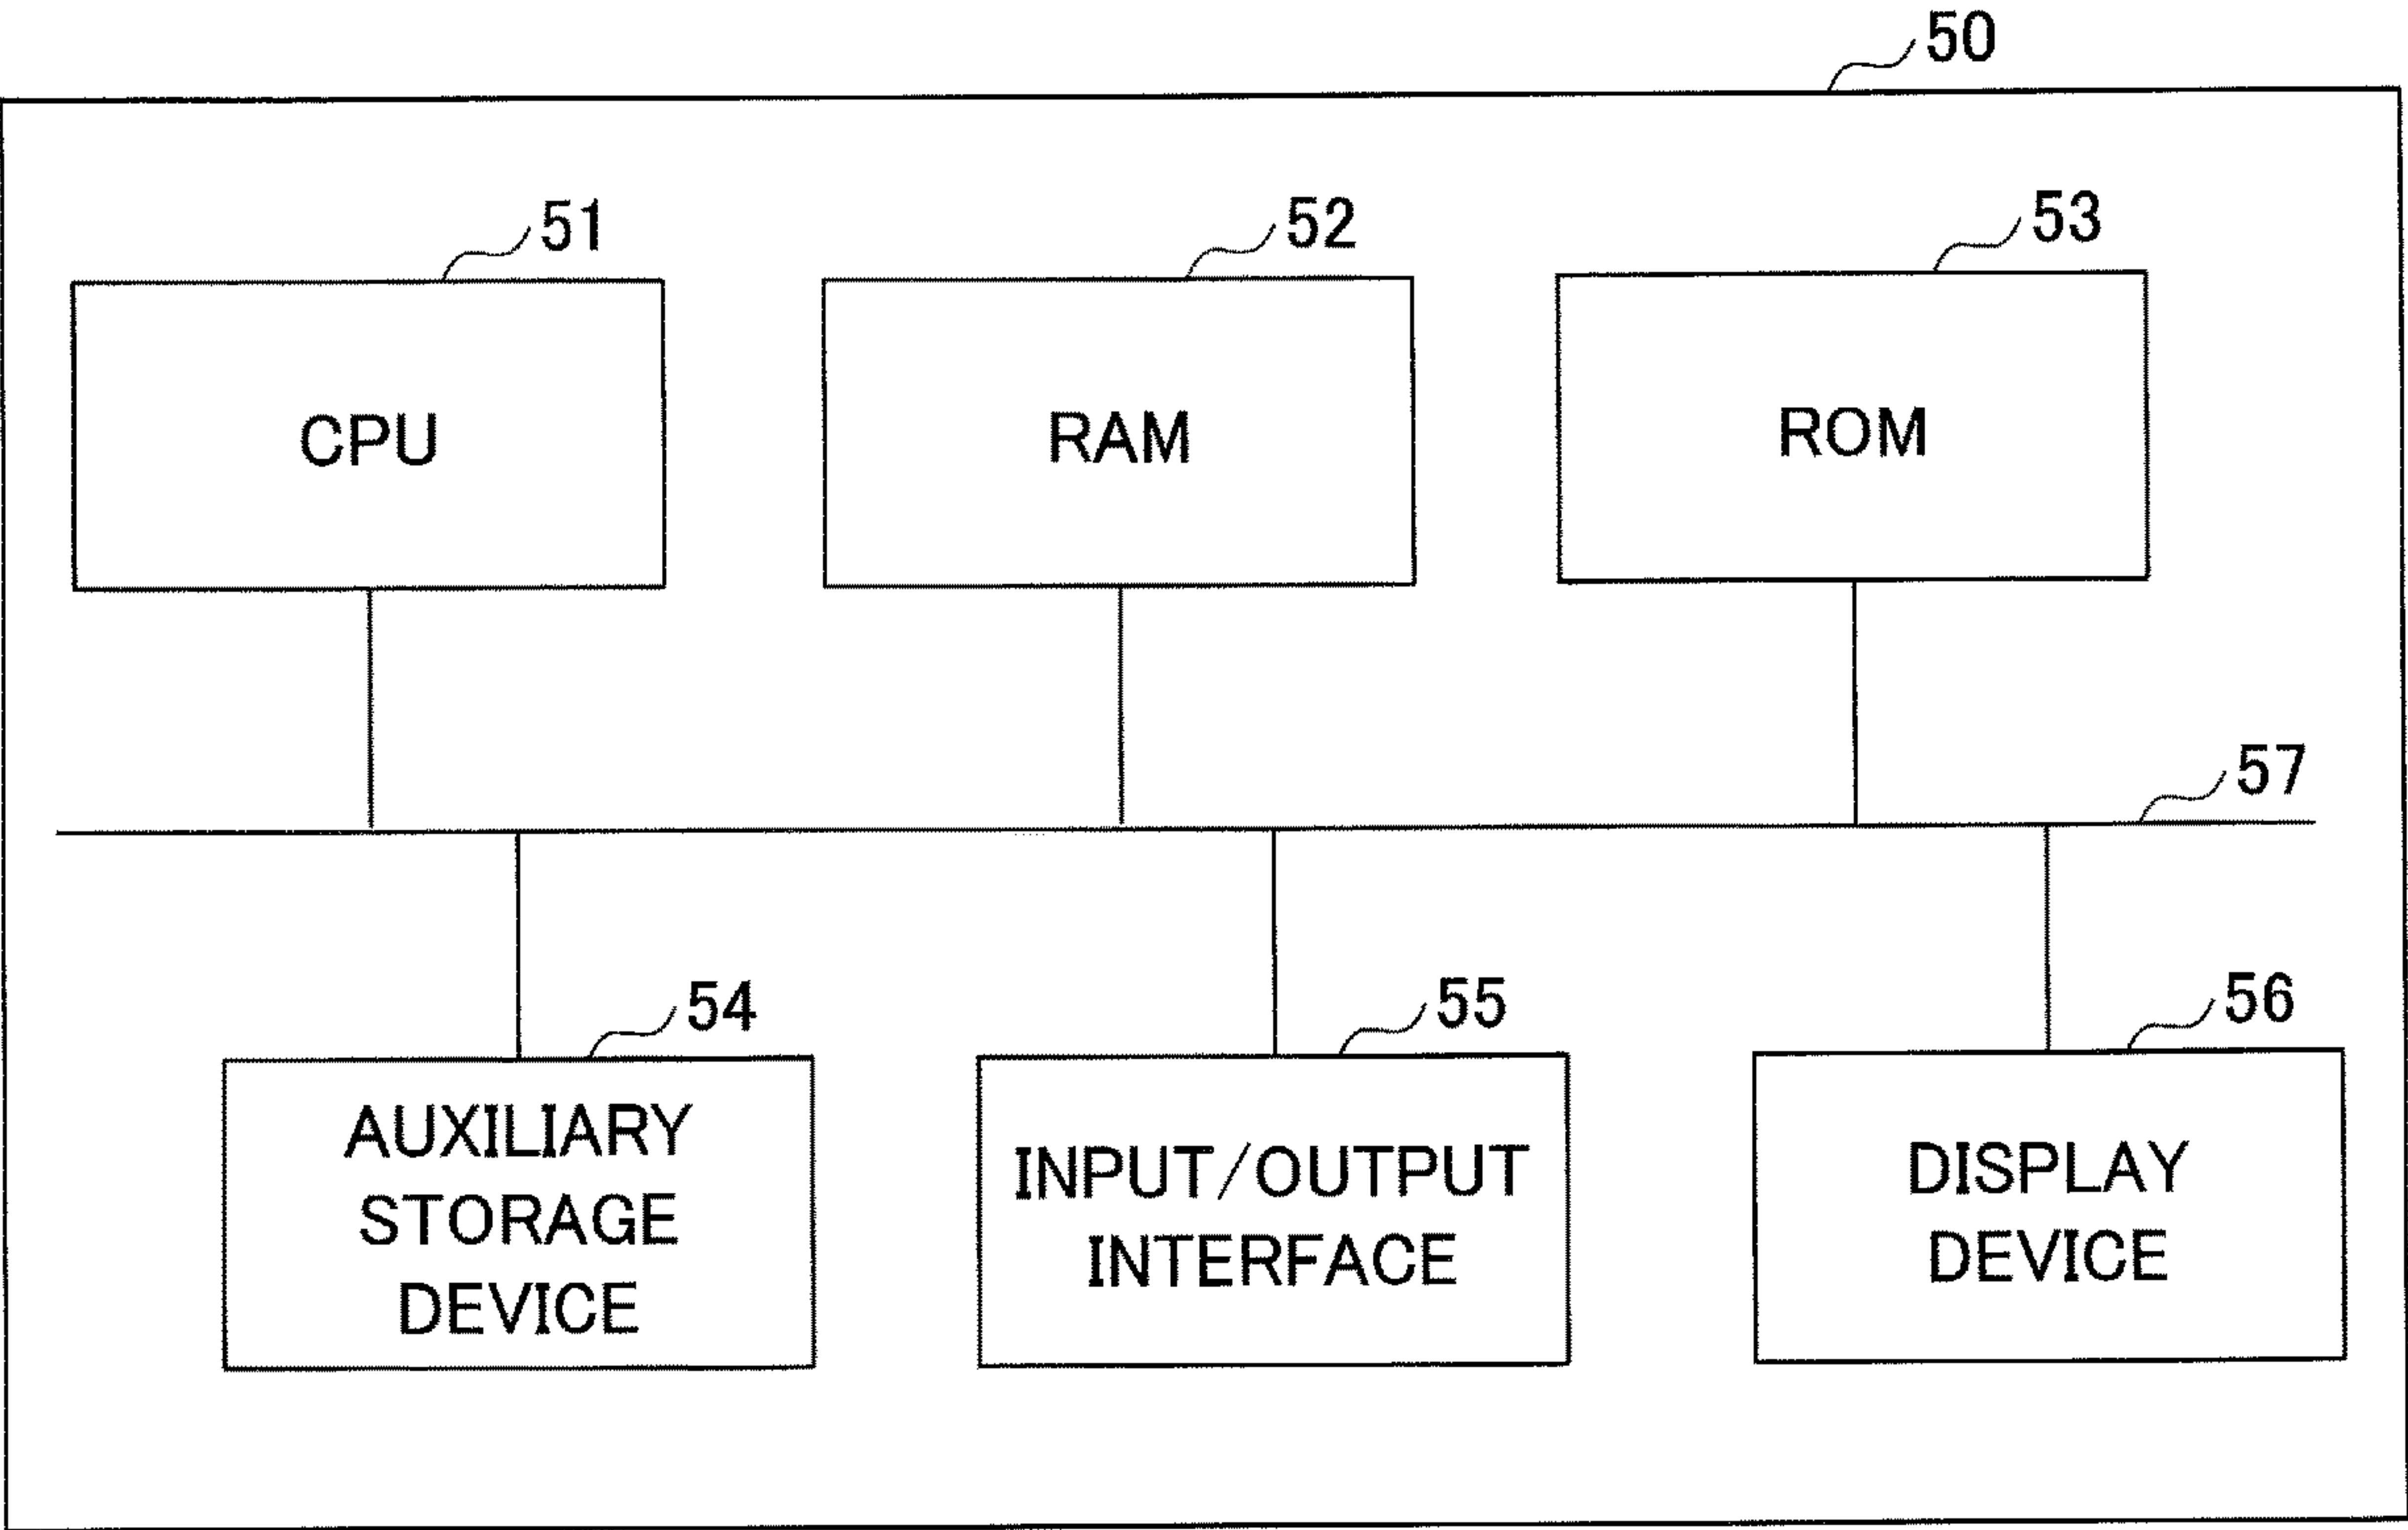 50
51
52
53
CPU
RAM
ROM
57
54
55
56
AUXILIARY
STORAGE
DEVICE
INPUT/OUTPUT
INTERFACE
DISPLAY
DEVICE